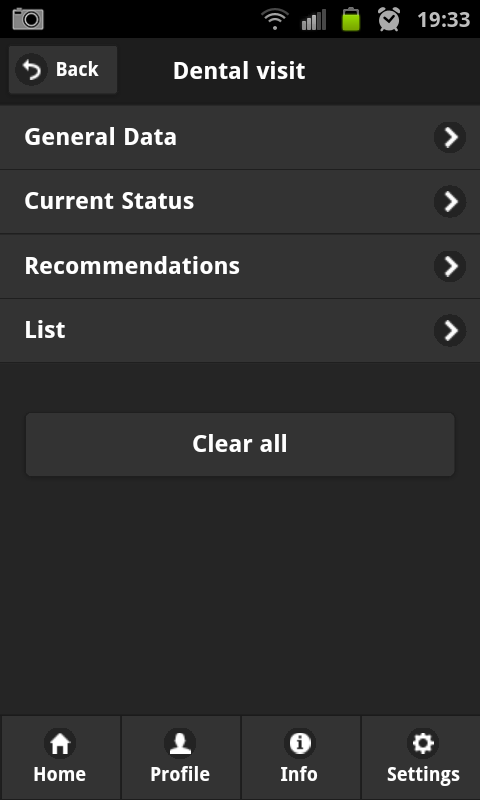 19:33
Back
Dental visit
General Data
Current Status
Recommendations
List
Clear all
Home
Profile
Info
Settings